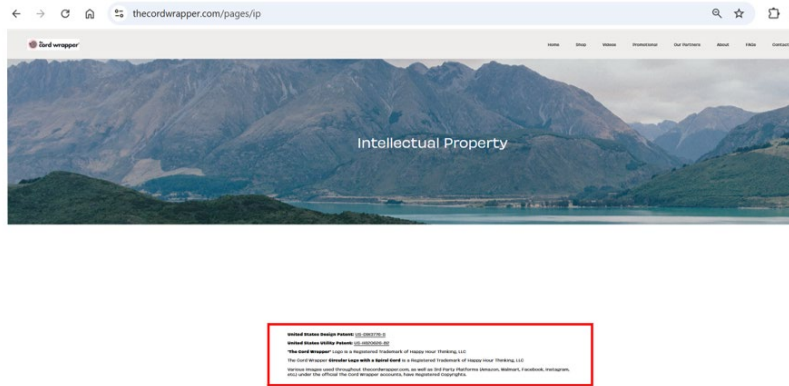 thecordwrapper.com/pages/ip
cord wrapper
Home Shop Videos Promotional Our Partners About FAQs Contact
Intellectual Property
United States Design Patent:
United States Utility Patent:
"The Cord Wrapper" Logo is a Registered Trademark of Happy Hour Thinking, LLC
The Cord Wrapper Circular Logo with a Spiral Cord is a Registered Trademark of Happy Hour Thinking, LLC
Various images used throughout thecordwrapper.com, as well as 3rd Party Platforms (Amazon, Walmart, Facebook, Instagram,
etc) under the official The Cord Wrapper accounts, have Registered Copyrights.